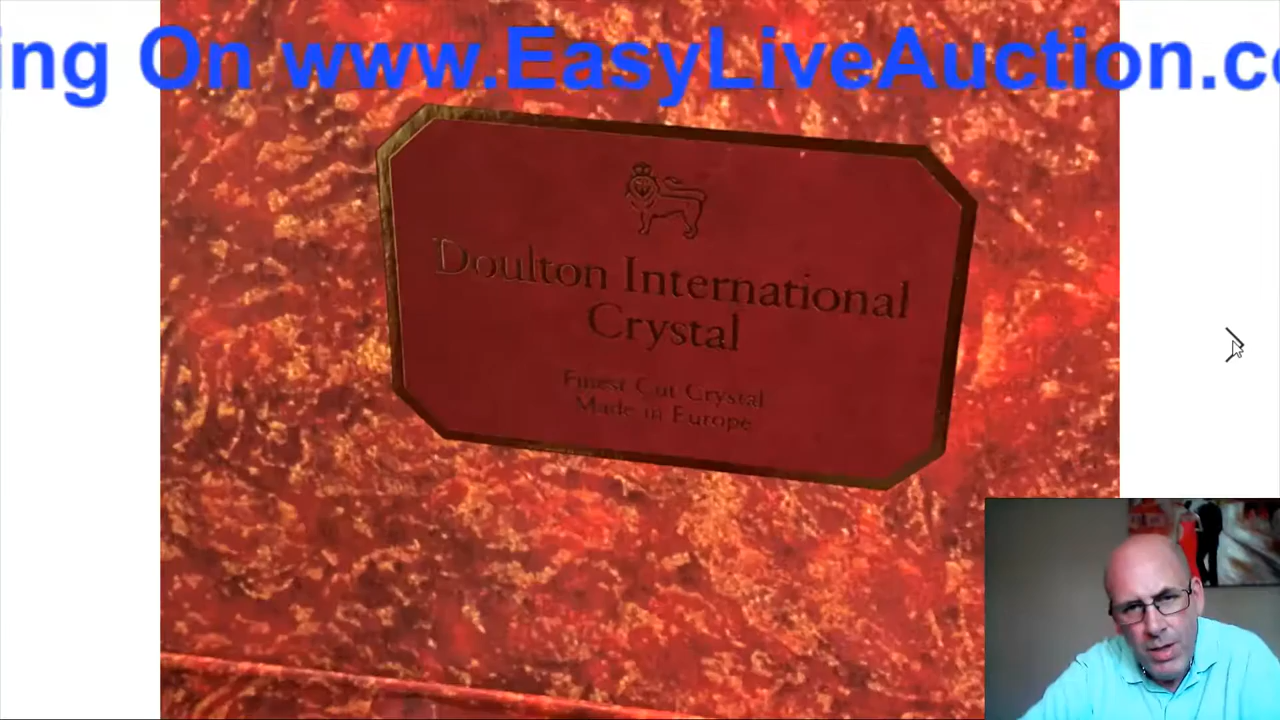 ing On www.EasyLiveAuction.co
Doulton International
Crystal
Finest Cut Crystal
Made in Europe